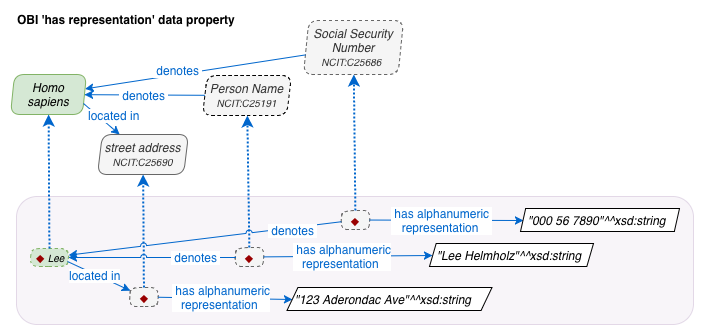 OBI 'has representation' data property
Social Security
Number
NCIT:C25686
denotes
Homo
sapiens
denotes
Person Name
NCIT:C25191
located in
street address
NCIT:C25690
has alphanumeric
representation
"000 56 7890"^^xsd:string
denotes
Lee
denotes
has alphanumeric
representation
"Lee Helmholz"^^xsd:string
located in
has alphanumeric
representation
"123 Aderondac Ave"^^xsd:string